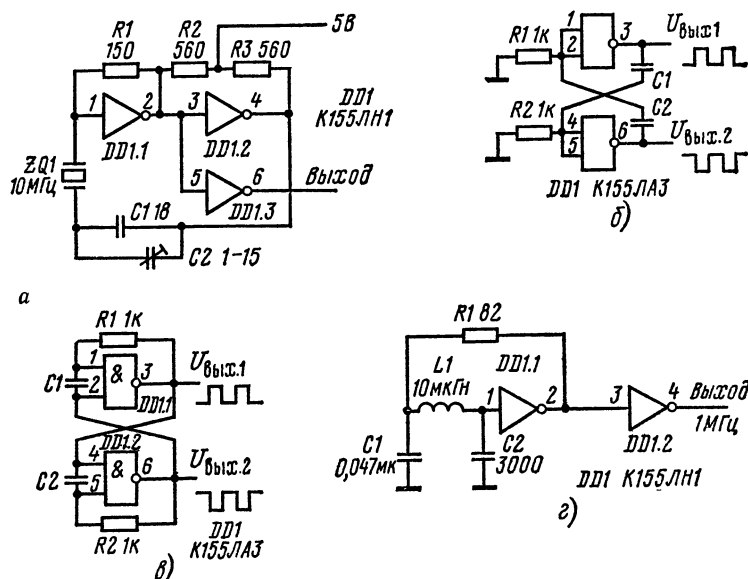 R1
150
R2
560
5В
R3 560
1
2
3
4
DD1.1
DD1.2
DD1
К155ЛН1
ZQ1
10МГц
5
6
Выход
DD1.3
C1 18
C2 1-15
а
R1 1к
1
2
3
Uвых1
C1
C2
R2 1к
4
5
6
Uвых.2
DD1 К155ЛА3
б)
R1 1к
1
2
&
3
Uвых.1
C1
DD1.1
DD1.2
4
5
&
6
Uвых.2
C2
R2 1к
DD1
К155ЛА3
в)
R1 82
L1
10мкГн
DD1.1
1
2
3
4
Выход
1МГц
C1
0,047мк
C2
3000
DD1.2
DD1 К155ЛН1
г)